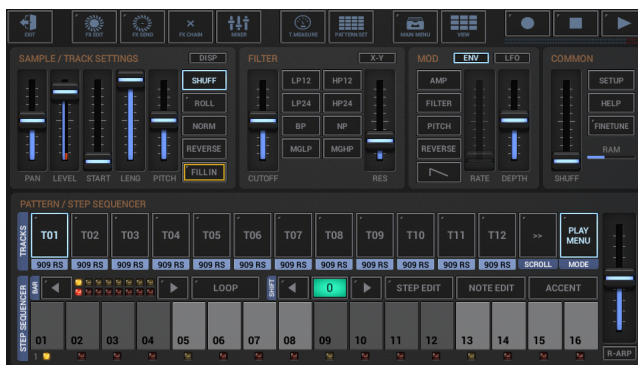 EXIT FX EDIT FX SEND FX CHAIN MIXER T.MEASURE PATTERN SET MAIN MENU VIEW
SAMPLE / TRACK SETTINGS DISP FILTER X-Y MOD ENV LFO COMMON
SHUFF LP12 HP12 AMP SETUP
ROLL LP24 HP24 FILTER HELP
NORM BP NP PITCH FINETUNE
REVERSE MGLP MGHP REVERSE RAM
PAN LEVEL START LENG PITCH FILL IN CUTOFF RES RATE DEPTH SHUFF
PATTERN / STEP SEQUENCER
TRACKS T01 T02 T03 T04 T05 T06 T07 T08 T09 T10 T11 T12 >> PLAY MENU
909 RS 909 RS 909 RS 909 RS 909 RS 909 RS 909 RS 909 RS 909 RS 909 RS 909 RS 909 RS SCROLL MODE
STEP SEQUENCER BAR LOOP SHIFT 0 STEP EDIT NOTE EDIT ACCENT
01 02 03 04 05 06 07 08 09 10 11 12 13 14 15 16
1 R-ARP